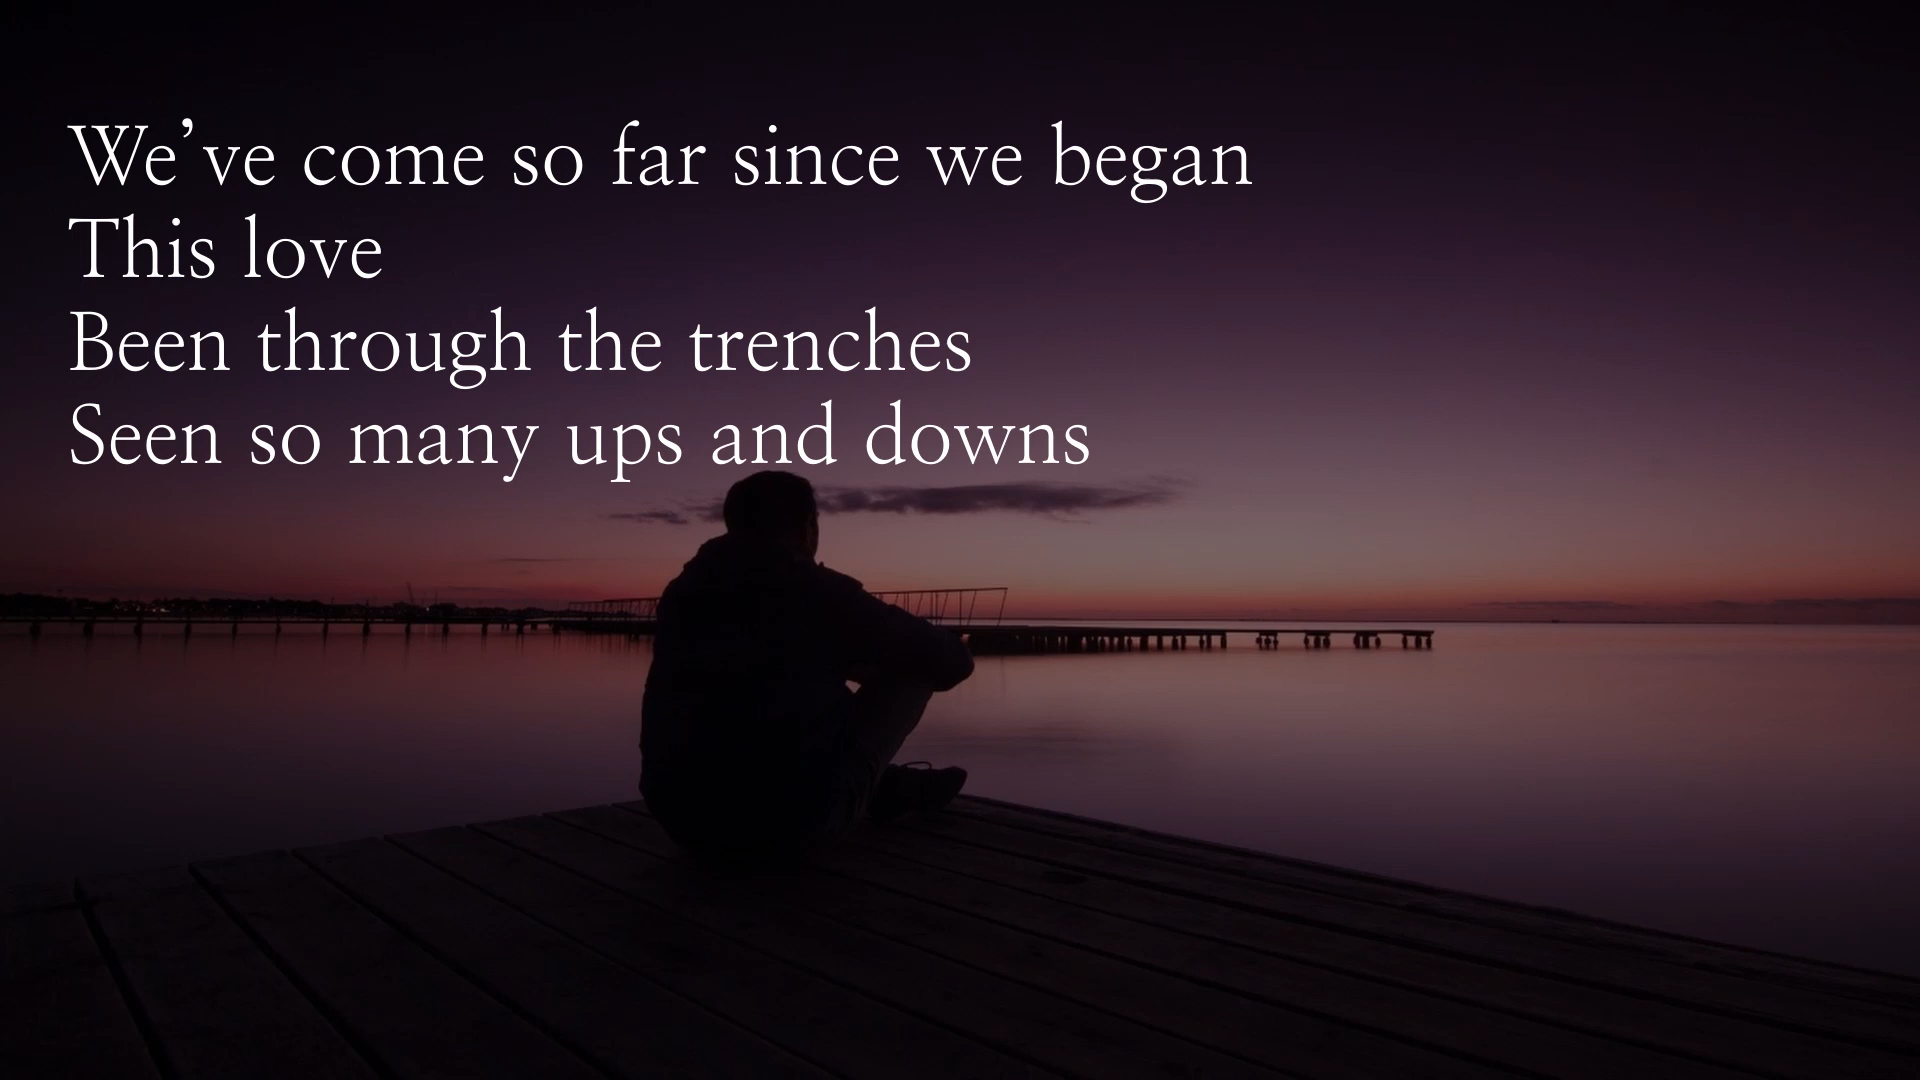 We’ve come so far since we began
This love
Been through the trenches
Seen so many ups and downs